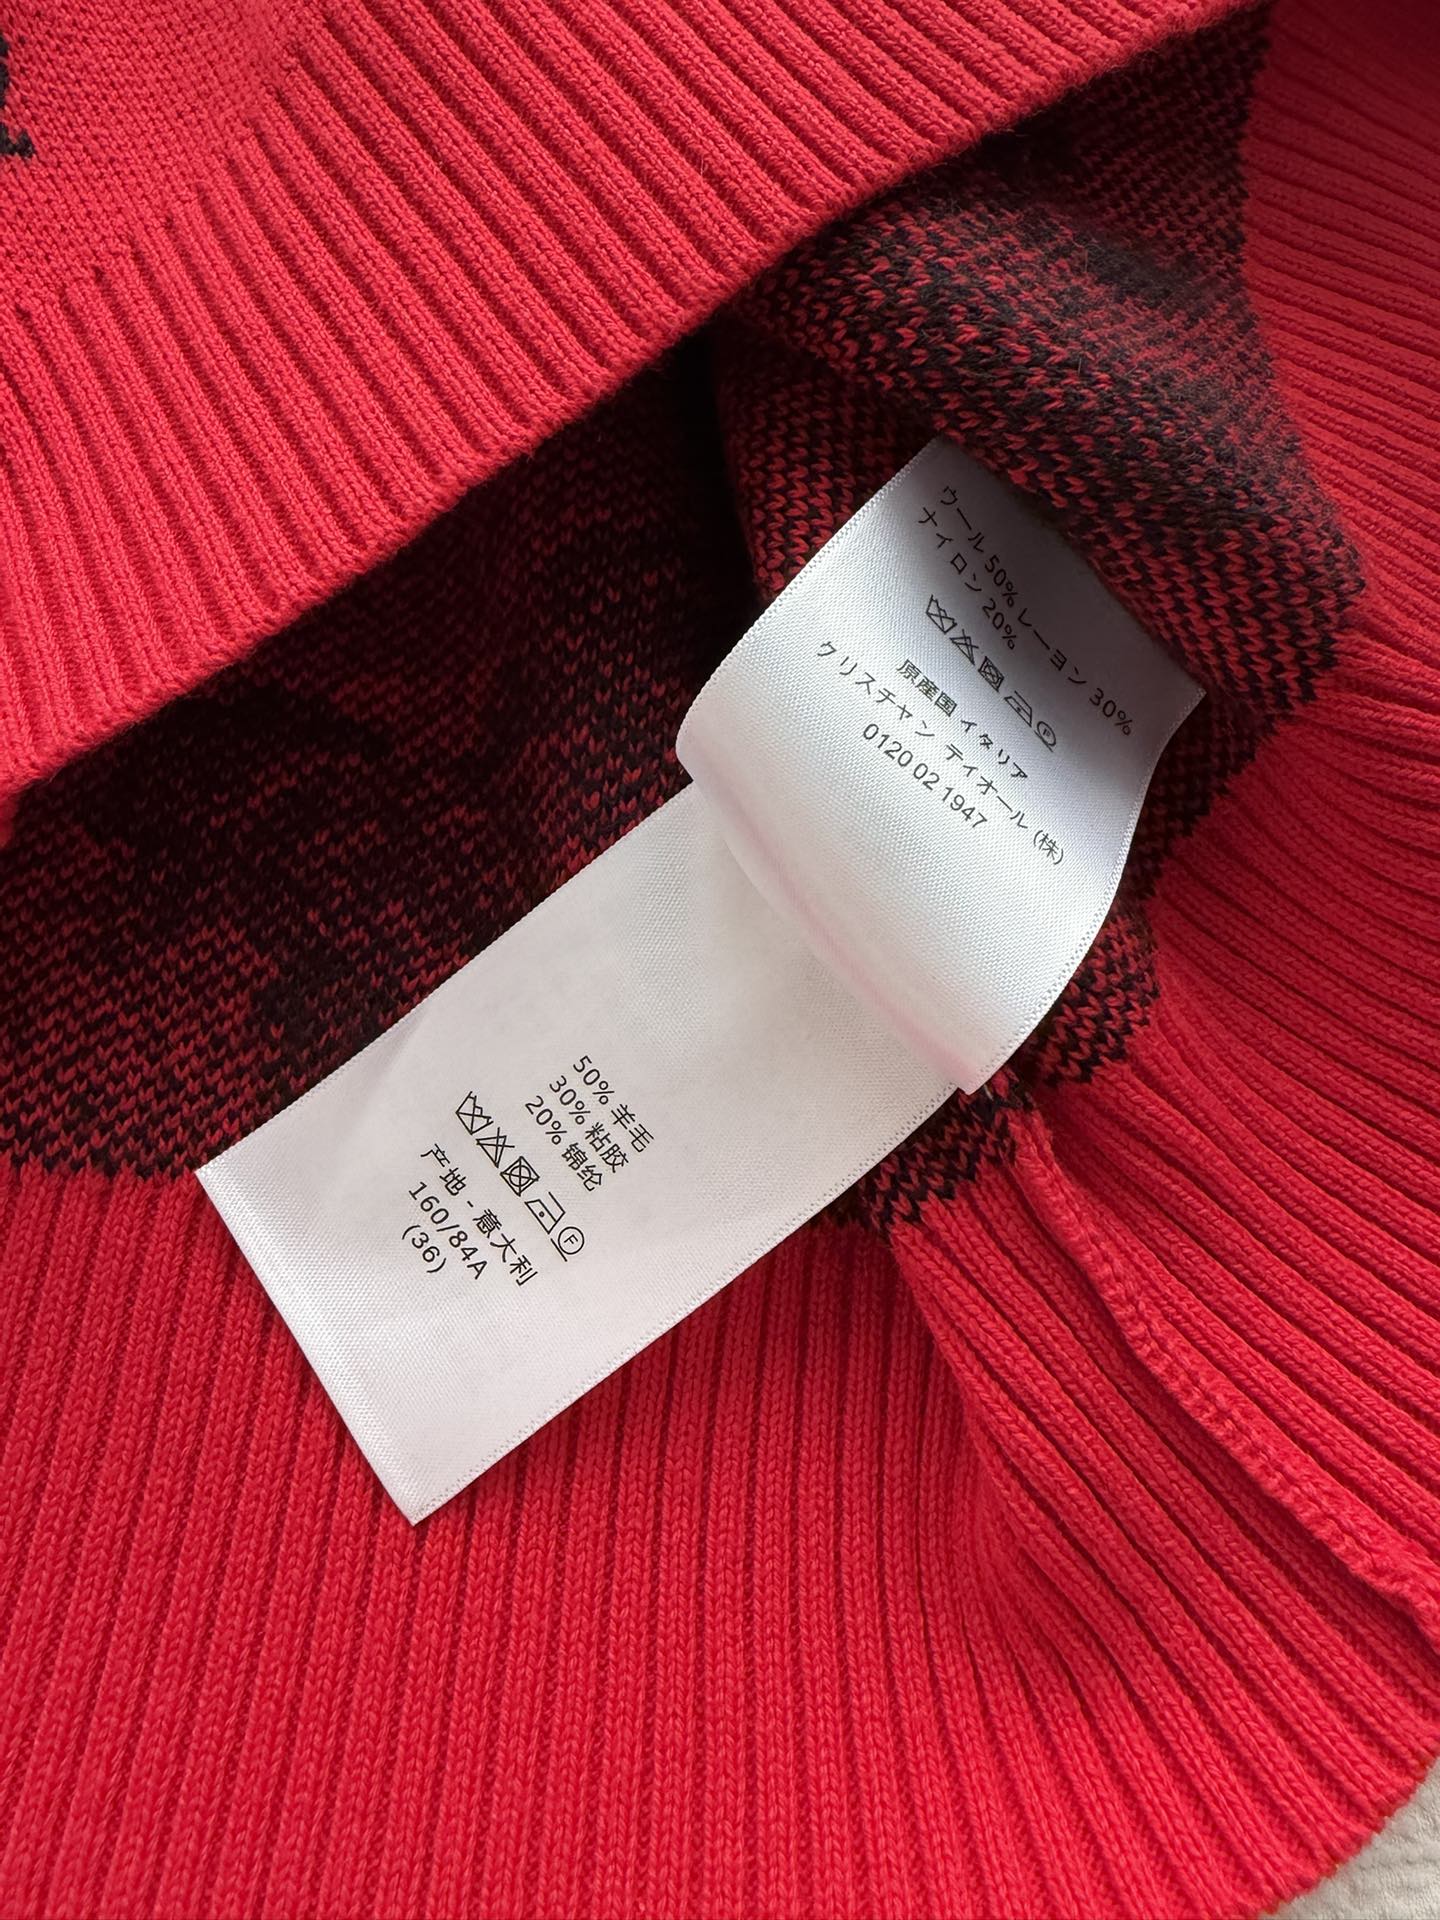 ウール 50% レーヨン 30%
ナイロン 20%
F
原産国 イタリア
クリスチャン ディオール (株)
0120 02 1947
50% 羊毛
30% 粘胶
20% 锦纶
F
产地 - 意大利
160/84A
(36)